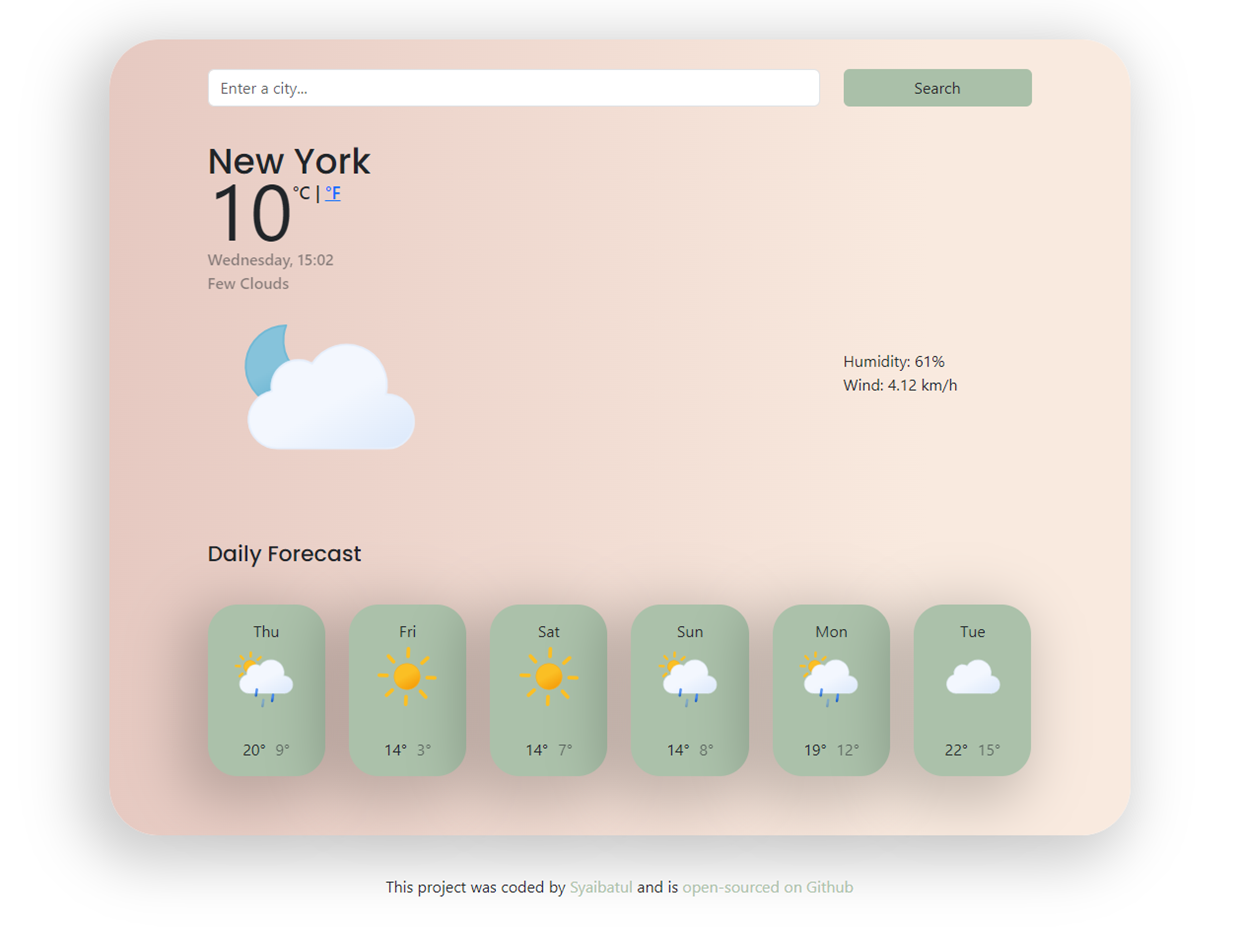 Enter a city...
Search
New York
10 °C | °F
Wednesday, 15:02
Few Clouds
Humidity: 61%
Wind: 4.12 km/h
Daily Forecast
Thu Fri Sat Sun Mon Tue
20° 9° 14° 3° 14° 7° 14° 8° 19° 12° 22° 15°
This project was coded by Syaibatul and is open-sourced on Github